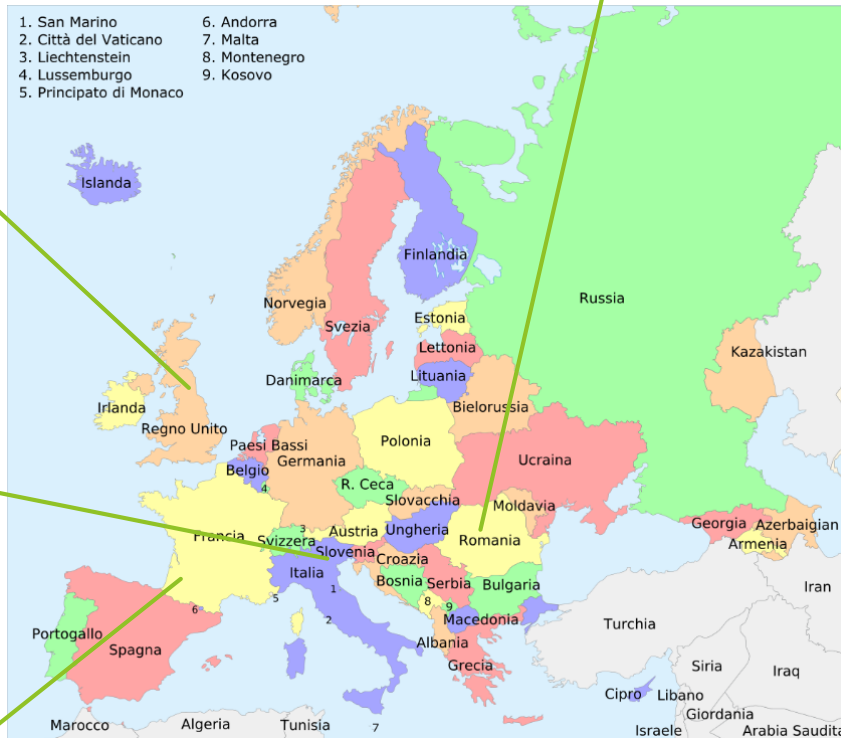 1. San Marino
2. Città del Vaticano
3. Liechtenstein
4. Lussemburgo
5. Principato di Monaco
6. Andorra
7. Malta
8. Montenegro
9. Kosovo
Islanda
Finlandia
Norvegia
Russia
Svezia
Estonia
Lettonia
Kazakistan
Lituania
Danimarca
Irlanda
Bielorussia
Regno Unito
Paesi Bassi
Polonia
Germania
Ucraina
Belgio
4
R. Ceca
Slovacchia
Moldavia
Francia
3
Svizzera
Austria
Ungheria
Romania
Georgia
Azerbaigian
Armenia
Slovenia
Croazia
Italia
Bosnia
Serbia
Bulgaria
1
5
6
8
9
2
Macedonia
Iran
Portogallo
Spagna
Albania
Turchia
Grecia
Siria
Iraq
Cipro
Libano
Giordania
Marocco
Algeria
Tunisia
7
Israele
Arabia Saudita